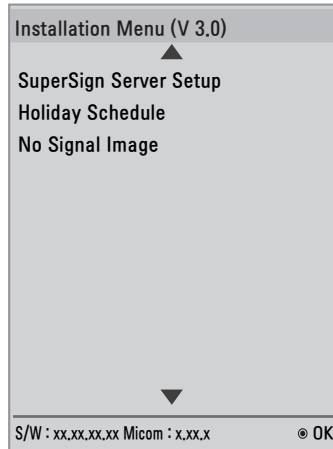 Installation Menu (V 3.0)
SuperSign Server Setup
Holiday Schedule
No Signal Image
S/W : xx.xx.xx.xx Micom : x.xx.x ◉ OK